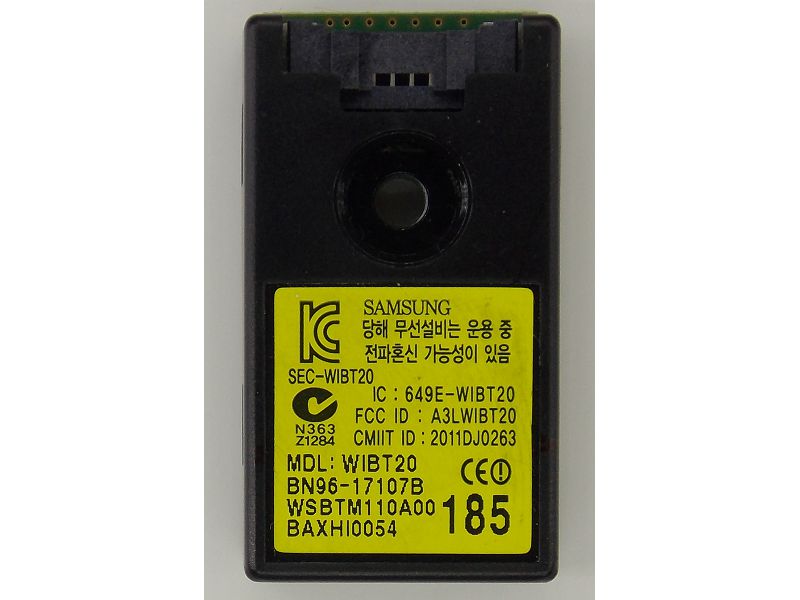 SAMSUNG
당해 무선설비는 운용 중
전파혼신 가능성이 있음
SEC-WIBT20
IC : 649E-WIBT20
FCC ID : A3LWIBT20
N363
Z1284
CMIIT ID : 2011DJ0263
MDL: WIBT20
BN96-17107B
WSBTM110A00
BAXHI0054
185